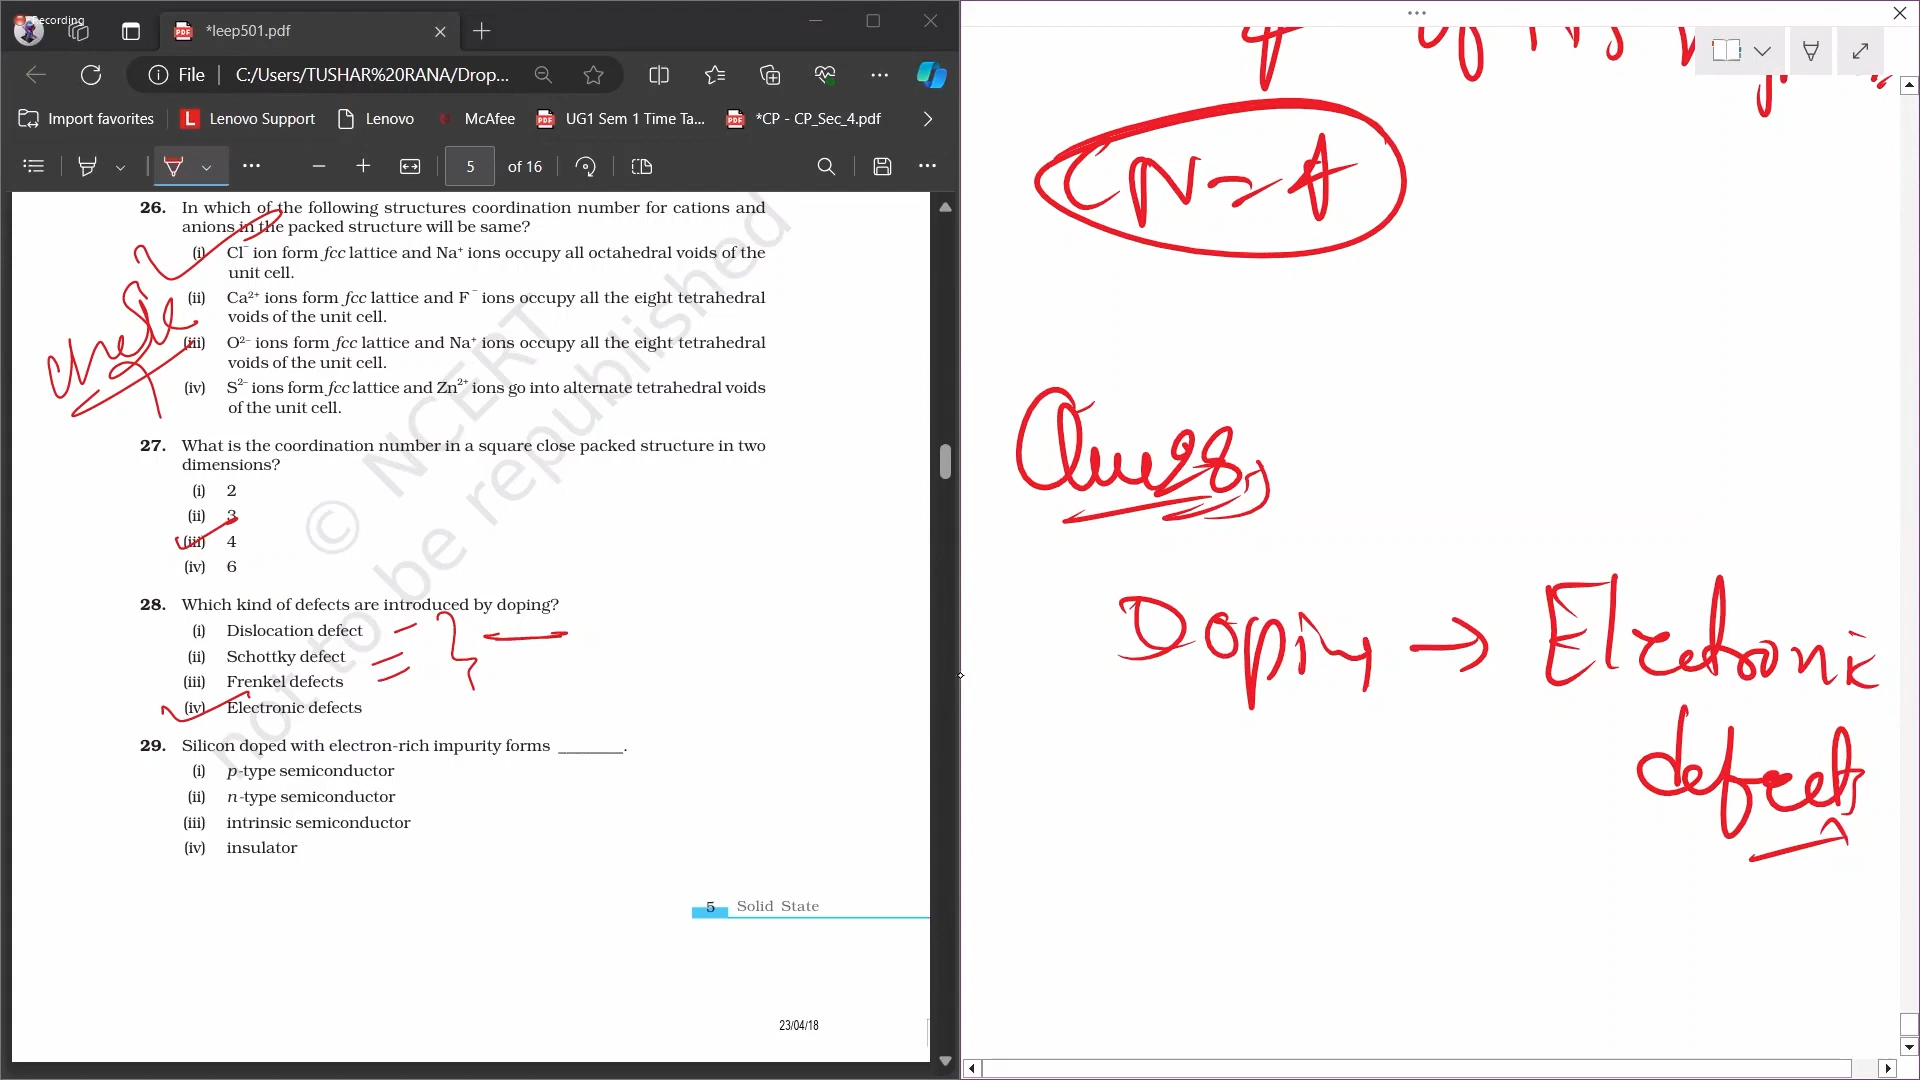 Recording
*leep501.pdf
File
C:/Users/TUSHAR%20RANA/Drop...
Import favorites
Lenovo Support
Lenovo
McAfee
UG1 Sem 1 Time Ta...
*CP - CP_Sec_4.pdf
5 of 16
26. In which of the following structures coordination number for cations and
anions in the packed structure will be same?
(i) Cl⁻ ion form fcc lattice and Na⁺ ions occupy all octahedral voids of the
unit cell.
(ii) Ca²⁺ ions form fcc lattice and F⁻ ions occupy all the eight tetrahedral
voids of the unit cell.
(iii) O²⁻ ions form fcc lattice and Na⁺ ions occupy all the eight tetrahedral
voids of the unit cell.
(iv) S²⁻ ions form fcc lattice and Zn²⁺ ions go into alternate tetrahedral voids
of the unit cell.
27. What is the coordination number in a square close packed structure in two
dimensions?
(i) 2
(ii) 3
(iii) 4
(iv) 6
28. Which kind of defects are introduced by doping?
(i) Dislocation defect
(ii) Schottky defect
(iii) Frenkel defects
(iv) Electronic defects
29. Silicon doped with electron-rich impurity forms ________.
(i) p-type semiconductor
(ii) n-type semiconductor
(iii) intrinsic semiconductor
(iv) insulator
5 Solid State
23/04/18
© NCERT
not to be republished
CN=4
Ques 28,
Doping → Electronic
defects